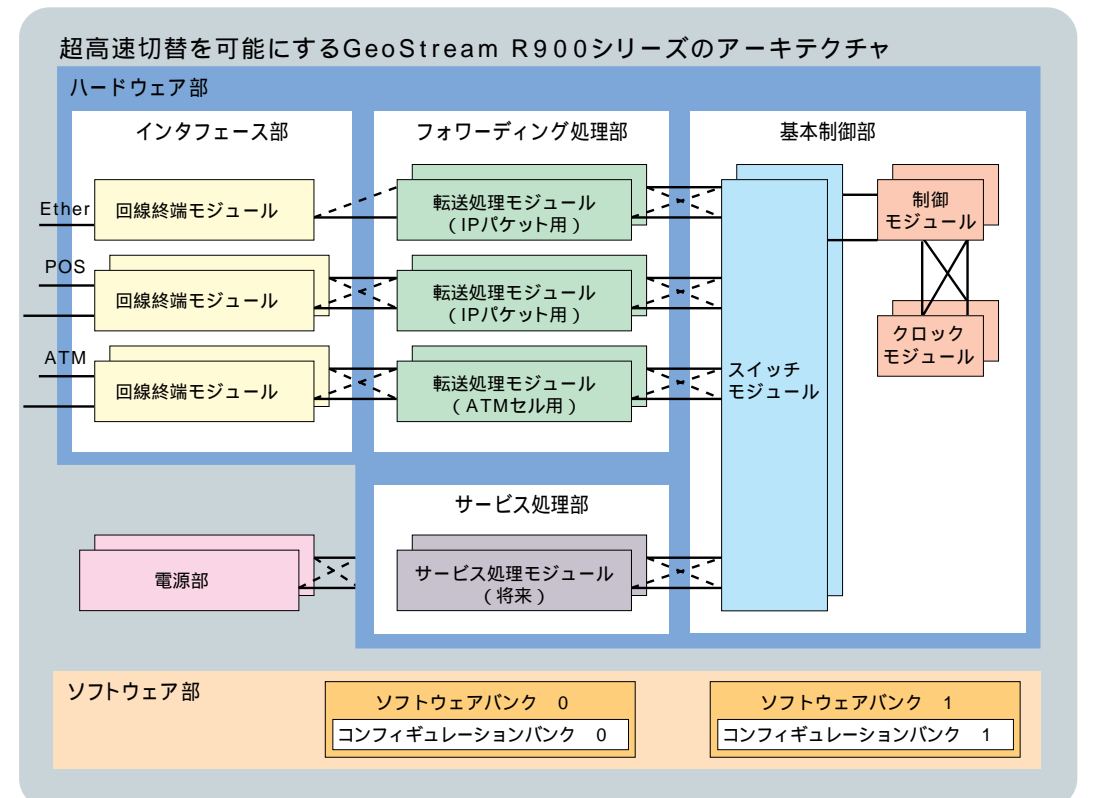 超高速切替を可能にするGeoStream R900シリーズのアーキテクチャ
ハードウェア部
インタフェース部
フォワーディング処理部
基本制御部
Ether
回線終端モジュール
転送処理モジュール
(IPパケット用)
制御
モジュール
POS
回線終端モジュール
転送処理モジュール
(IPパケット用)
クロック
モジュール
ATM
回線終端モジュール
転送処理モジュール
(ATMセル用)
スイッチ
モジュール
サービス処理部
電源部
サービス処理モジュール
(将来)
ソフトウェア部
ソフトウェアバンク 0
コンフィギュレーションバンク 0
ソフトウェアバンク 1
コンフィギュレーションバンク 1